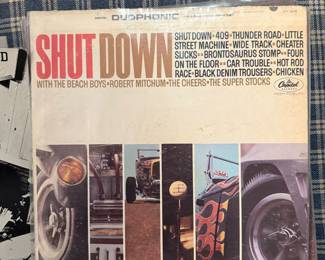 DUOPHONIC
SHUT DOWN
SHUT DOWN • 409 • THUNDER ROAD • LITTLE
STREET MACHINE • WIDE TRACK • CHEATER
SLICKS • BRONTOSAURUS STOMP • FOUR
ON THE FLOOR • CAR TROUBLE • HOT ROD
RACE • BLACK DENIM TROUSERS • CHICKEN
WITH THE BEACH BOYS • ROBERT MITCHUM • THE CHEERS • THE SUPER STOCKS
Capitol